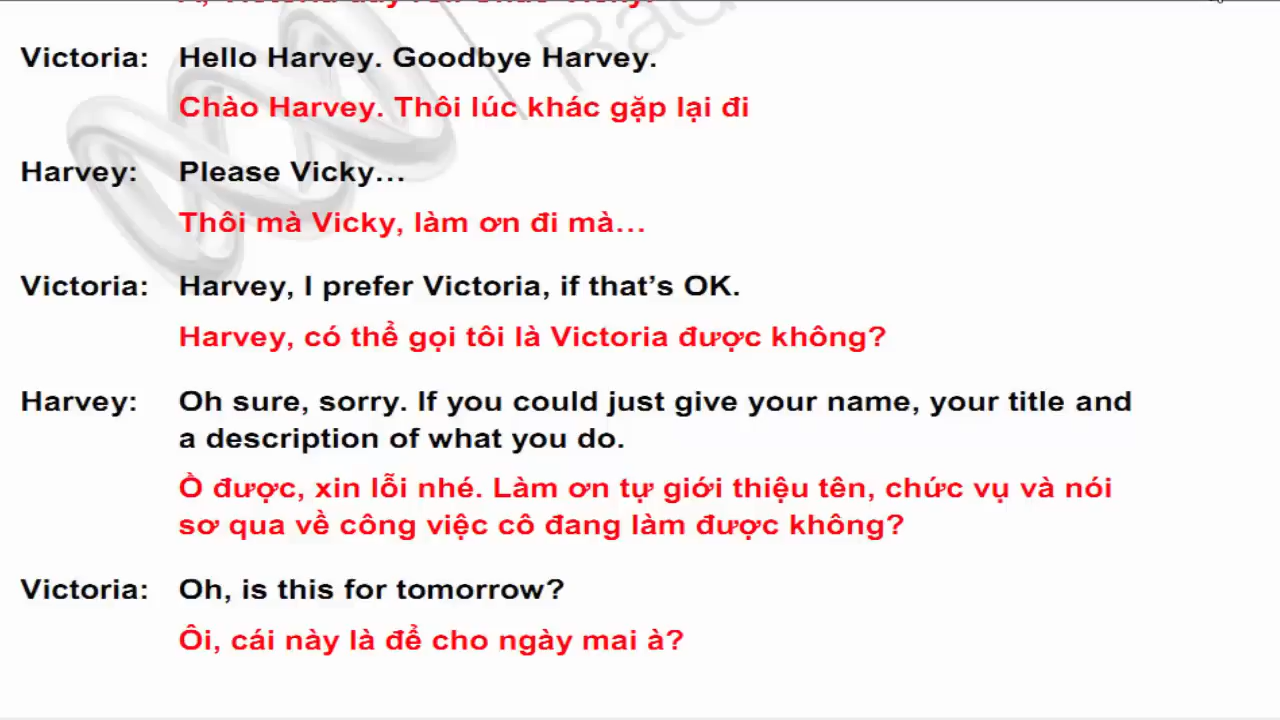 Victoria: Hello Harvey. Goodbye Harvey.
Chào Harvey. Thôi lúc khác gặp lại đi
Harvey: Please Vicky…
Thôi mà Vicky, làm ơn đi mà…
Victoria: Harvey, I prefer Victoria, if that’s OK.
Harvey, có thể gọi tôi là Victoria được không?
Harvey: Oh sure, sorry. If you could just give your name, your title and
a description of what you do.
Ồ được, xin lỗi nhé. Làm ơn tự giới thiệu tên, chức vụ và nói
sơ qua về công việc cô đang làm được không?
Victoria: Oh, is this for tomorrow?
Ôi, cái này là để cho ngày mai à?